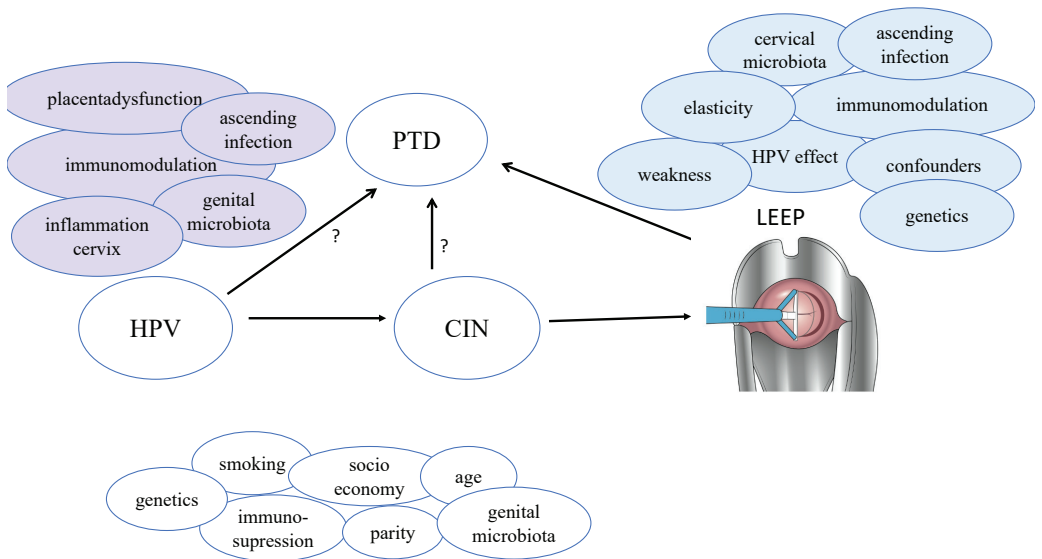 placentadysfunction
ascending
infection
immunomodulation
genital
microbiota
inflammation
cervix
PTD
cervical
microbiota
ascending
infection
elasticity
immunomodulation
HPV effect
weakness
confounders
genetics
LEEP
?
?
HPV
CIN
smoking
socio
economy
age
genetics
immuno-
supression
parity
genital
microbiota